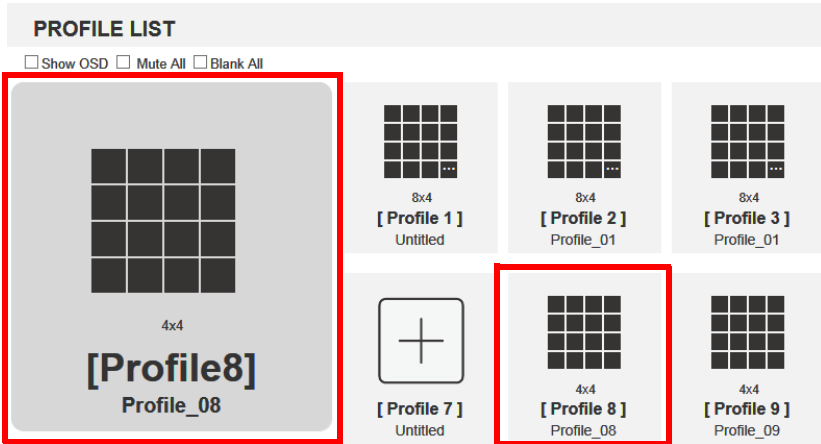 PROFILE LIST
Show OSD Mute All Blank All
4x4
[Profile8]
Profile_08
8x4 8x4 8x4
[ Profile 1 ] [ Profile 2 ] [ Profile 3 ]
Untitled Profile_01 Profile_01
4x4 4x4
[ Profile 7 ] [ Profile 8 ] [ Profile 9 ]
Untitled Profile_08 Profile_09